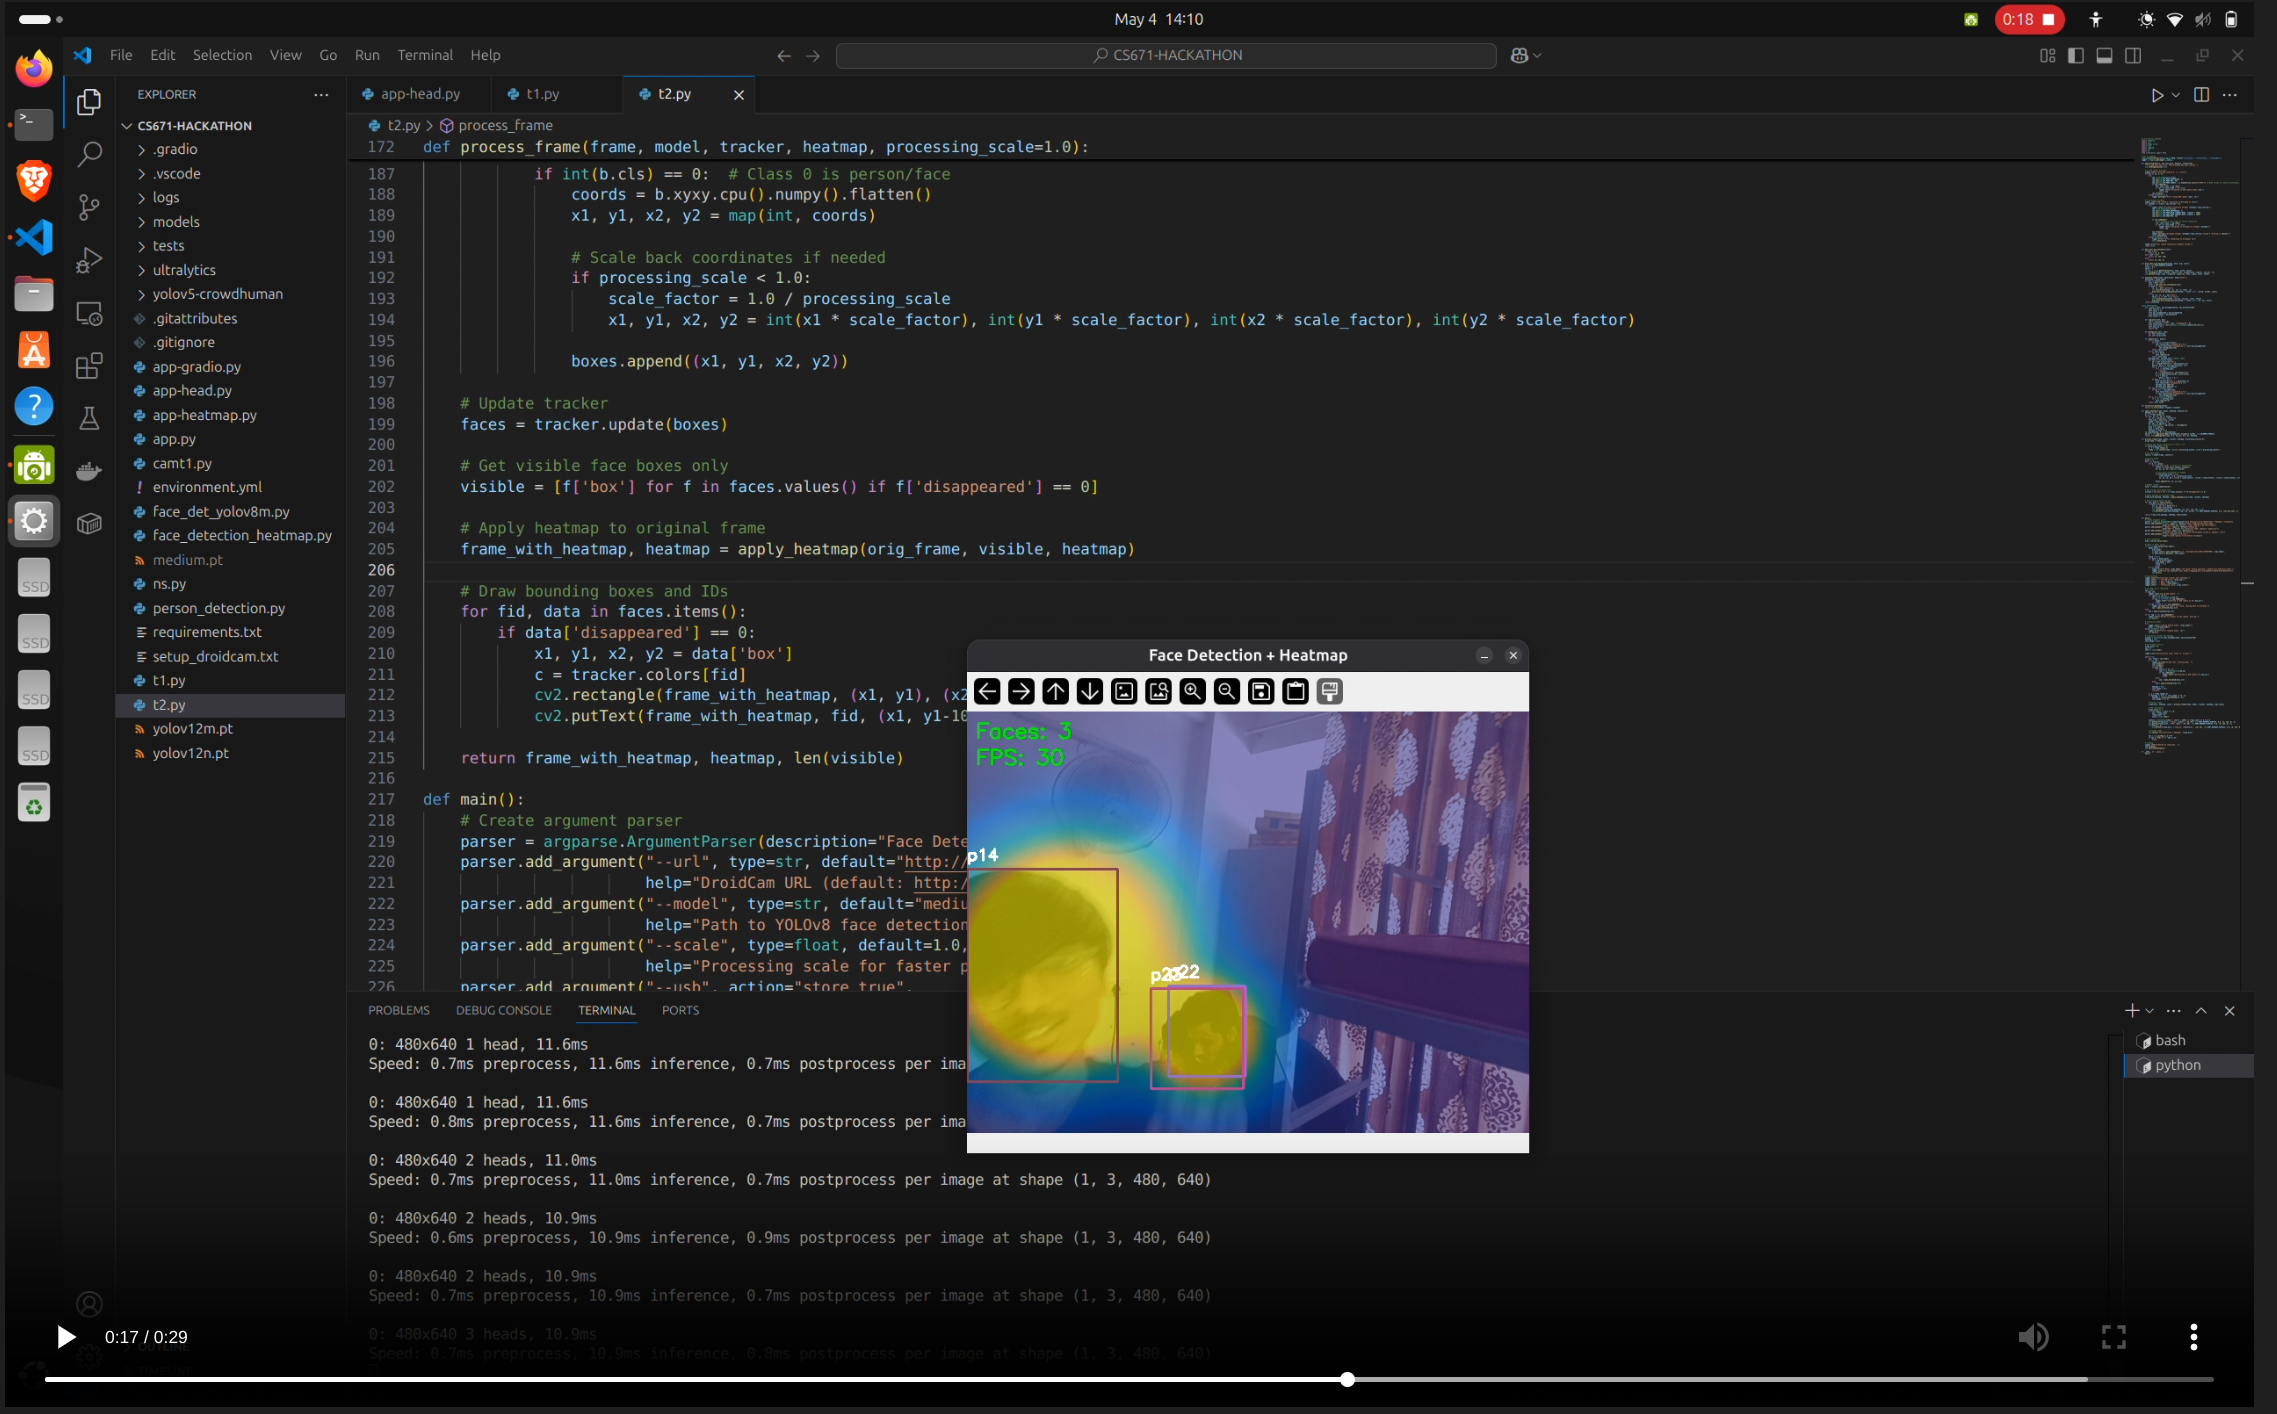 May 4 14:10
0:18
File Edit Selection View Go Run Terminal Help
CS671-HACKATHON
EXPLORER
CS671-HACKATHON
.gradio
.vscode
logs
models
tests
ultralytics
yolov5-crowdhuman
.gitattributes
.gitignore
app-gradio.py
app-head.py
app-heatmap.py
app.py
camt1.py
! environment.yml
face_det_yolov8m.py
face_detection_heatmap.py
medium.pt
ns.py
person_detection.py
requirements.txt
setup_droidcam.txt
t1.py
t2.py
yolov12m.pt
yolov12n.pt
OUTLINE
TIMELINE
SSD
SSD
SSD
SSD
app-head.py t1.py t2.py
t2.py > process_frame
172 def process_frame(frame, model, tracker, heatmap, processing_scale=1.0):
187 if int(b.cls) == 0: # Class 0 is person/face
188 coords = b.xyxy.cpu().numpy().flatten()
189 x1, y1, x2, y2 = map(int, coords)
190
191 # Scale back coordinates if needed
192 if processing_scale < 1.0:
193 scale_factor = 1.0 / processing_scale
194 x1, y1, x2, y2 = int(x1 * scale_factor), int(y1 * scale_factor), int(x2 * scale_factor), int(y2 * scale_factor)
195
196 boxes.append((x1, y1, x2, y2))
197
198 # Update tracker
199 faces = tracker.update(boxes)
200
201 # Get visible face boxes only
202 visible = [f['box'] for f in faces.values() if f['disappeared'] == 0]
203
204 # Apply heatmap to original frame
205 frame_with_heatmap, heatmap = apply_heatmap(orig_frame, visible, heatmap)
206
207 # Draw bounding boxes and IDs
208 for fid, data in faces.items():
209 if data['disappeared'] == 0:
210 x1, y1, x2, y2 = data['box']
211 c = tracker.colors[fid]
212 cv2.rectangle(frame_with_heatmap, (x1, y1), (x2
213 cv2.putText(frame_with_heatmap, fid, (x1, y1-10
214
215 return frame_with_heatmap, heatmap, len(visible)
216
217 def main():
218 # Create argument parser
219 parser = argparse.ArgumentParser(description="Face Dete
220 parser.add_argument("--url", type=str, default="http://
221 help="DroidCam URL (default: http:/
222 parser.add_argument("--model", type=str, default="mediu
223 help="Path to YOLOv8 face detection
224 parser.add_argument("--scale", type=float, default=1.0,
225 help="Processing scale for faster p
226 parser.add_argument("--usb", action="store_true",
Face Detection + Heatmap
Faces: 3
FPS: 30
p14
p22
PROBLEMS DEBUG CONSOLE TERMINAL PORTS
bash
python
0: 480x640 1 head, 11.6ms
Speed: 0.7ms preprocess, 11.6ms inference, 0.7ms postprocess per ima
0: 480x640 1 head, 11.6ms
Speed: 0.8ms preprocess, 11.6ms inference, 0.7ms postprocess per ima
0: 480x640 2 heads, 11.0ms
Speed: 0.7ms preprocess, 11.0ms inference, 0.7ms postprocess per image at shape (1, 3, 480, 640)
0: 480x640 2 heads, 10.9ms
Speed: 0.6ms preprocess, 10.9ms inference, 0.9ms postprocess per image at shape (1, 3, 480, 640)
0: 480x640 2 heads, 10.9ms
Speed: 0.7ms preprocess, 10.9ms inference, 0.7ms postprocess per image at shape (1, 3, 480, 640)
0: 480x640 3 heads, 10.9ms
Speed: 0.7ms preprocess, 10.9ms inference, 0.8ms postprocess per image at shape (1, 3, 480, 640)
0:17 / 0:29